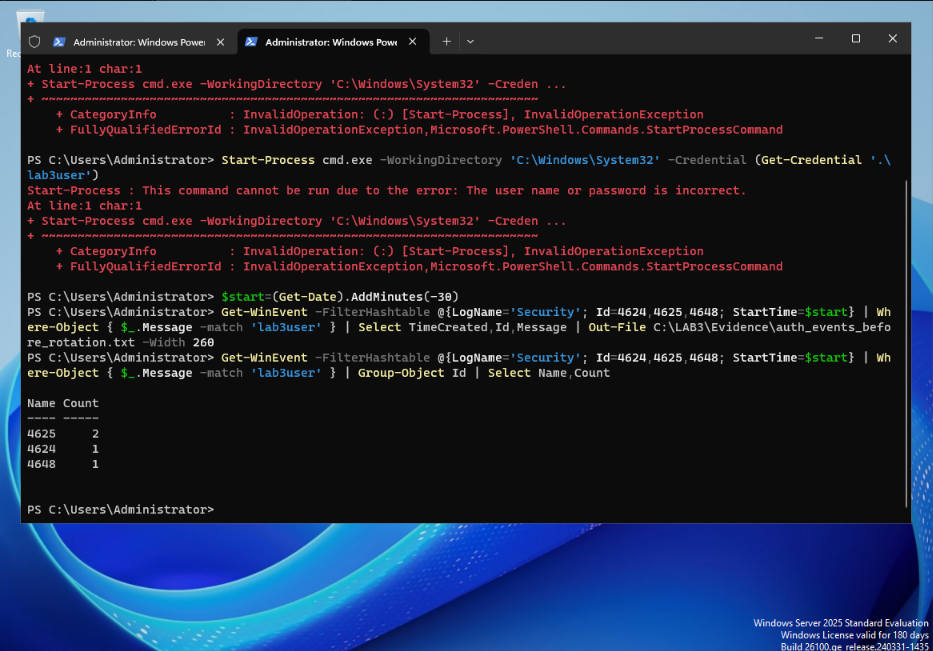 Rec
Administrator: Windows Power
Administrator: Windows Powe
At line:1 char:1
+ Start-Process cmd.exe -WorkingDirectory 'C:\Windows\System32' -Creden ...
+ ~~~~~~~~~~~~~~~~~~~~~~~~~~~~~~~~~~~~~~~~~~~~~~~~~~~~~~~~~~~~~~~~~~~~~
+ CategoryInfo : InvalidOperation: (:) [Start-Process], InvalidOperationException
+ FullyQualifiedErrorId : InvalidOperationException,Microsoft.PowerShell.Commands.StartProcessCommand
PS C:\Users\Administrator> Start-Process cmd.exe -WorkingDirectory 'C:\Windows\System32' -Credential (Get-Credential '.\
lab3user')
Start-Process : This command cannot be run due to the error: The user name or password is incorrect.
At line:1 char:1
+ Start-Process cmd.exe -WorkingDirectory 'C:\Windows\System32' -Creden ...
+ ~~~~~~~~~~~~~~~~~~~~~~~~~~~~~~~~~~~~~~~~~~~~~~~~~~~~~~~~~~~~~~~~~~~~~
+ CategoryInfo : InvalidOperation: (:) [Start-Process], InvalidOperationException
+ FullyQualifiedErrorId : InvalidOperationException,Microsoft.PowerShell.Commands.StartProcessCommand
PS C:\Users\Administrator> $start=(Get-Date).AddMinutes(-30)
PS C:\Users\Administrator> Get-WinEvent -FilterHashtable @{LogName='Security'; Id=4624,4625,4648; StartTime=$start} | Wh
ere-Object { $_.Message -match 'lab3user' } | Select TimeCreated,Id,Message | Out-File C:\LAB3\Evidence\auth_events_befo
re_rotation.txt -Width 260
PS C:\Users\Administrator> Get-WinEvent -FilterHashtable @{LogName='Security'; Id=4624,4625,4648; StartTime=$start} | Wh
ere-Object { $_.Message -match 'lab3user' } | Group-Object Id | Select Name,Count
Name Count
---- -----
4625 2
4624 1
4648 1
PS C:\Users\Administrator>
Windows Server 2025 Standard Evaluation
Windows License valid for 180 days
Build 26100.ge_release.240331-1435